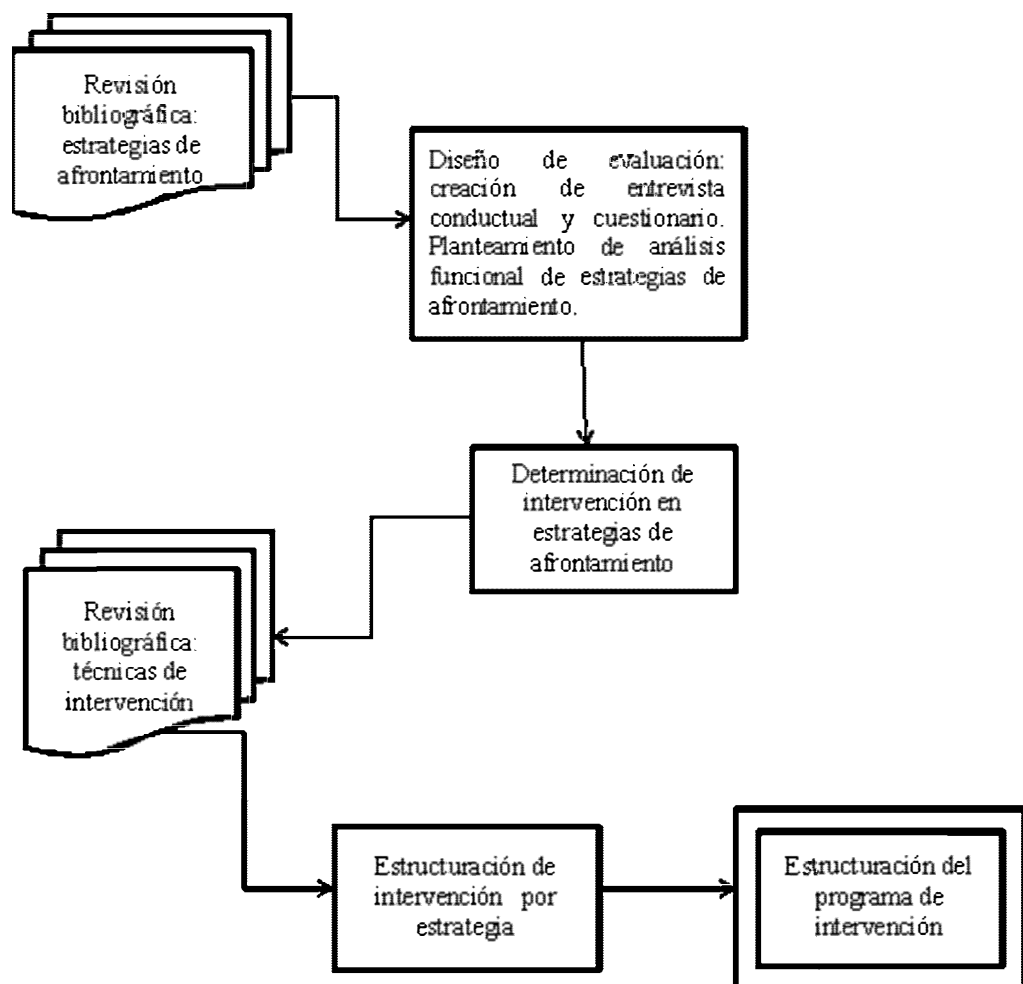 Revisión
bibliográfica:
estrategias de
afrontamiento
Diseño de evaluación:
creación de entrevista
conductual y cuestionario.
Planteamiento de análisis
funcional de estrategias de
afrontamiento.
Determinación de
intervención en
estrategias de
afrontamiento
Revisión
bibliográfica:
técnicas de
intervención
Estructuración de
intervención por
estrategia
Estructuración del
programa de
intervención